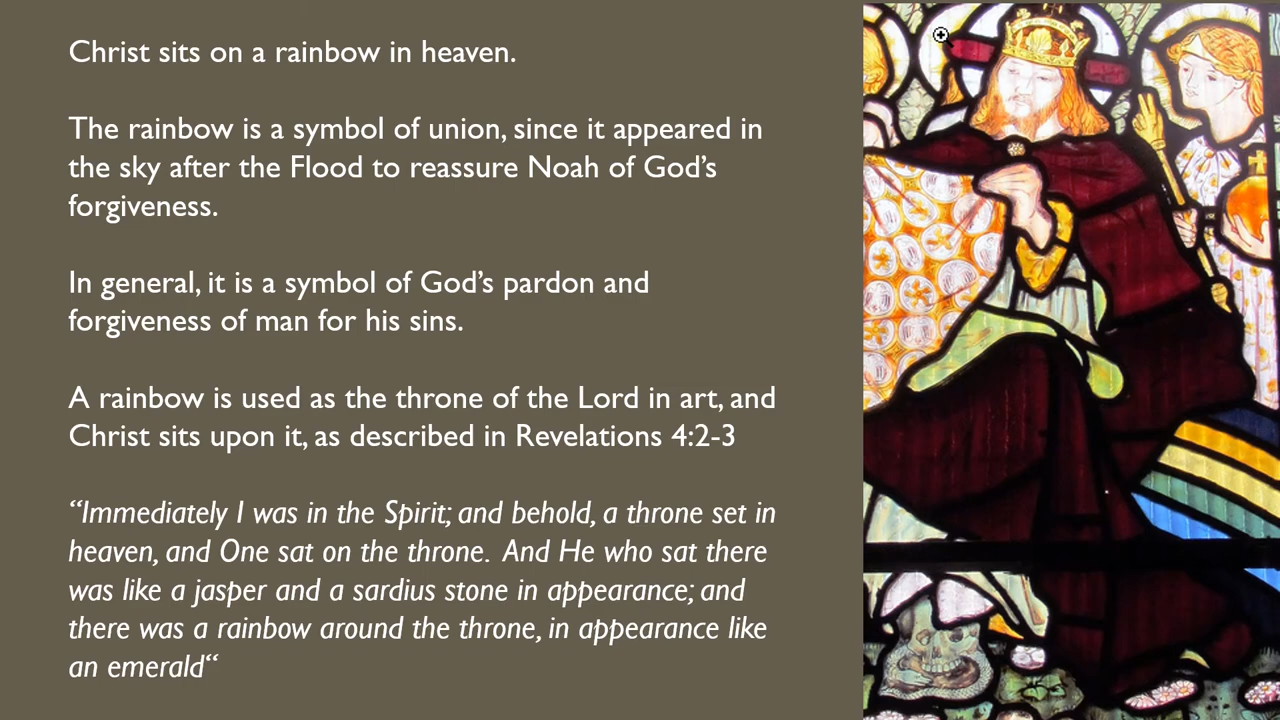 Christ sits on a rainbow in heaven.
The rainbow is a symbol of union, since it appeared in
the sky after the Flood to reassure Noah of God’s
forgiveness.
In general, it is a symbol of God’s pardon and
forgiveness of man for his sins.
A rainbow is used as the throne of the Lord in art, and
Christ sits upon it, as described in Revelations 4:2-3
“Immediately I was in the Spirit; and behold, a throne set in
heaven, and One sat on the throne.  And He who sat there
was like a jasper and a sardius stone in appearance; and
there was a rainbow around the throne, in appearance like
an emerald“